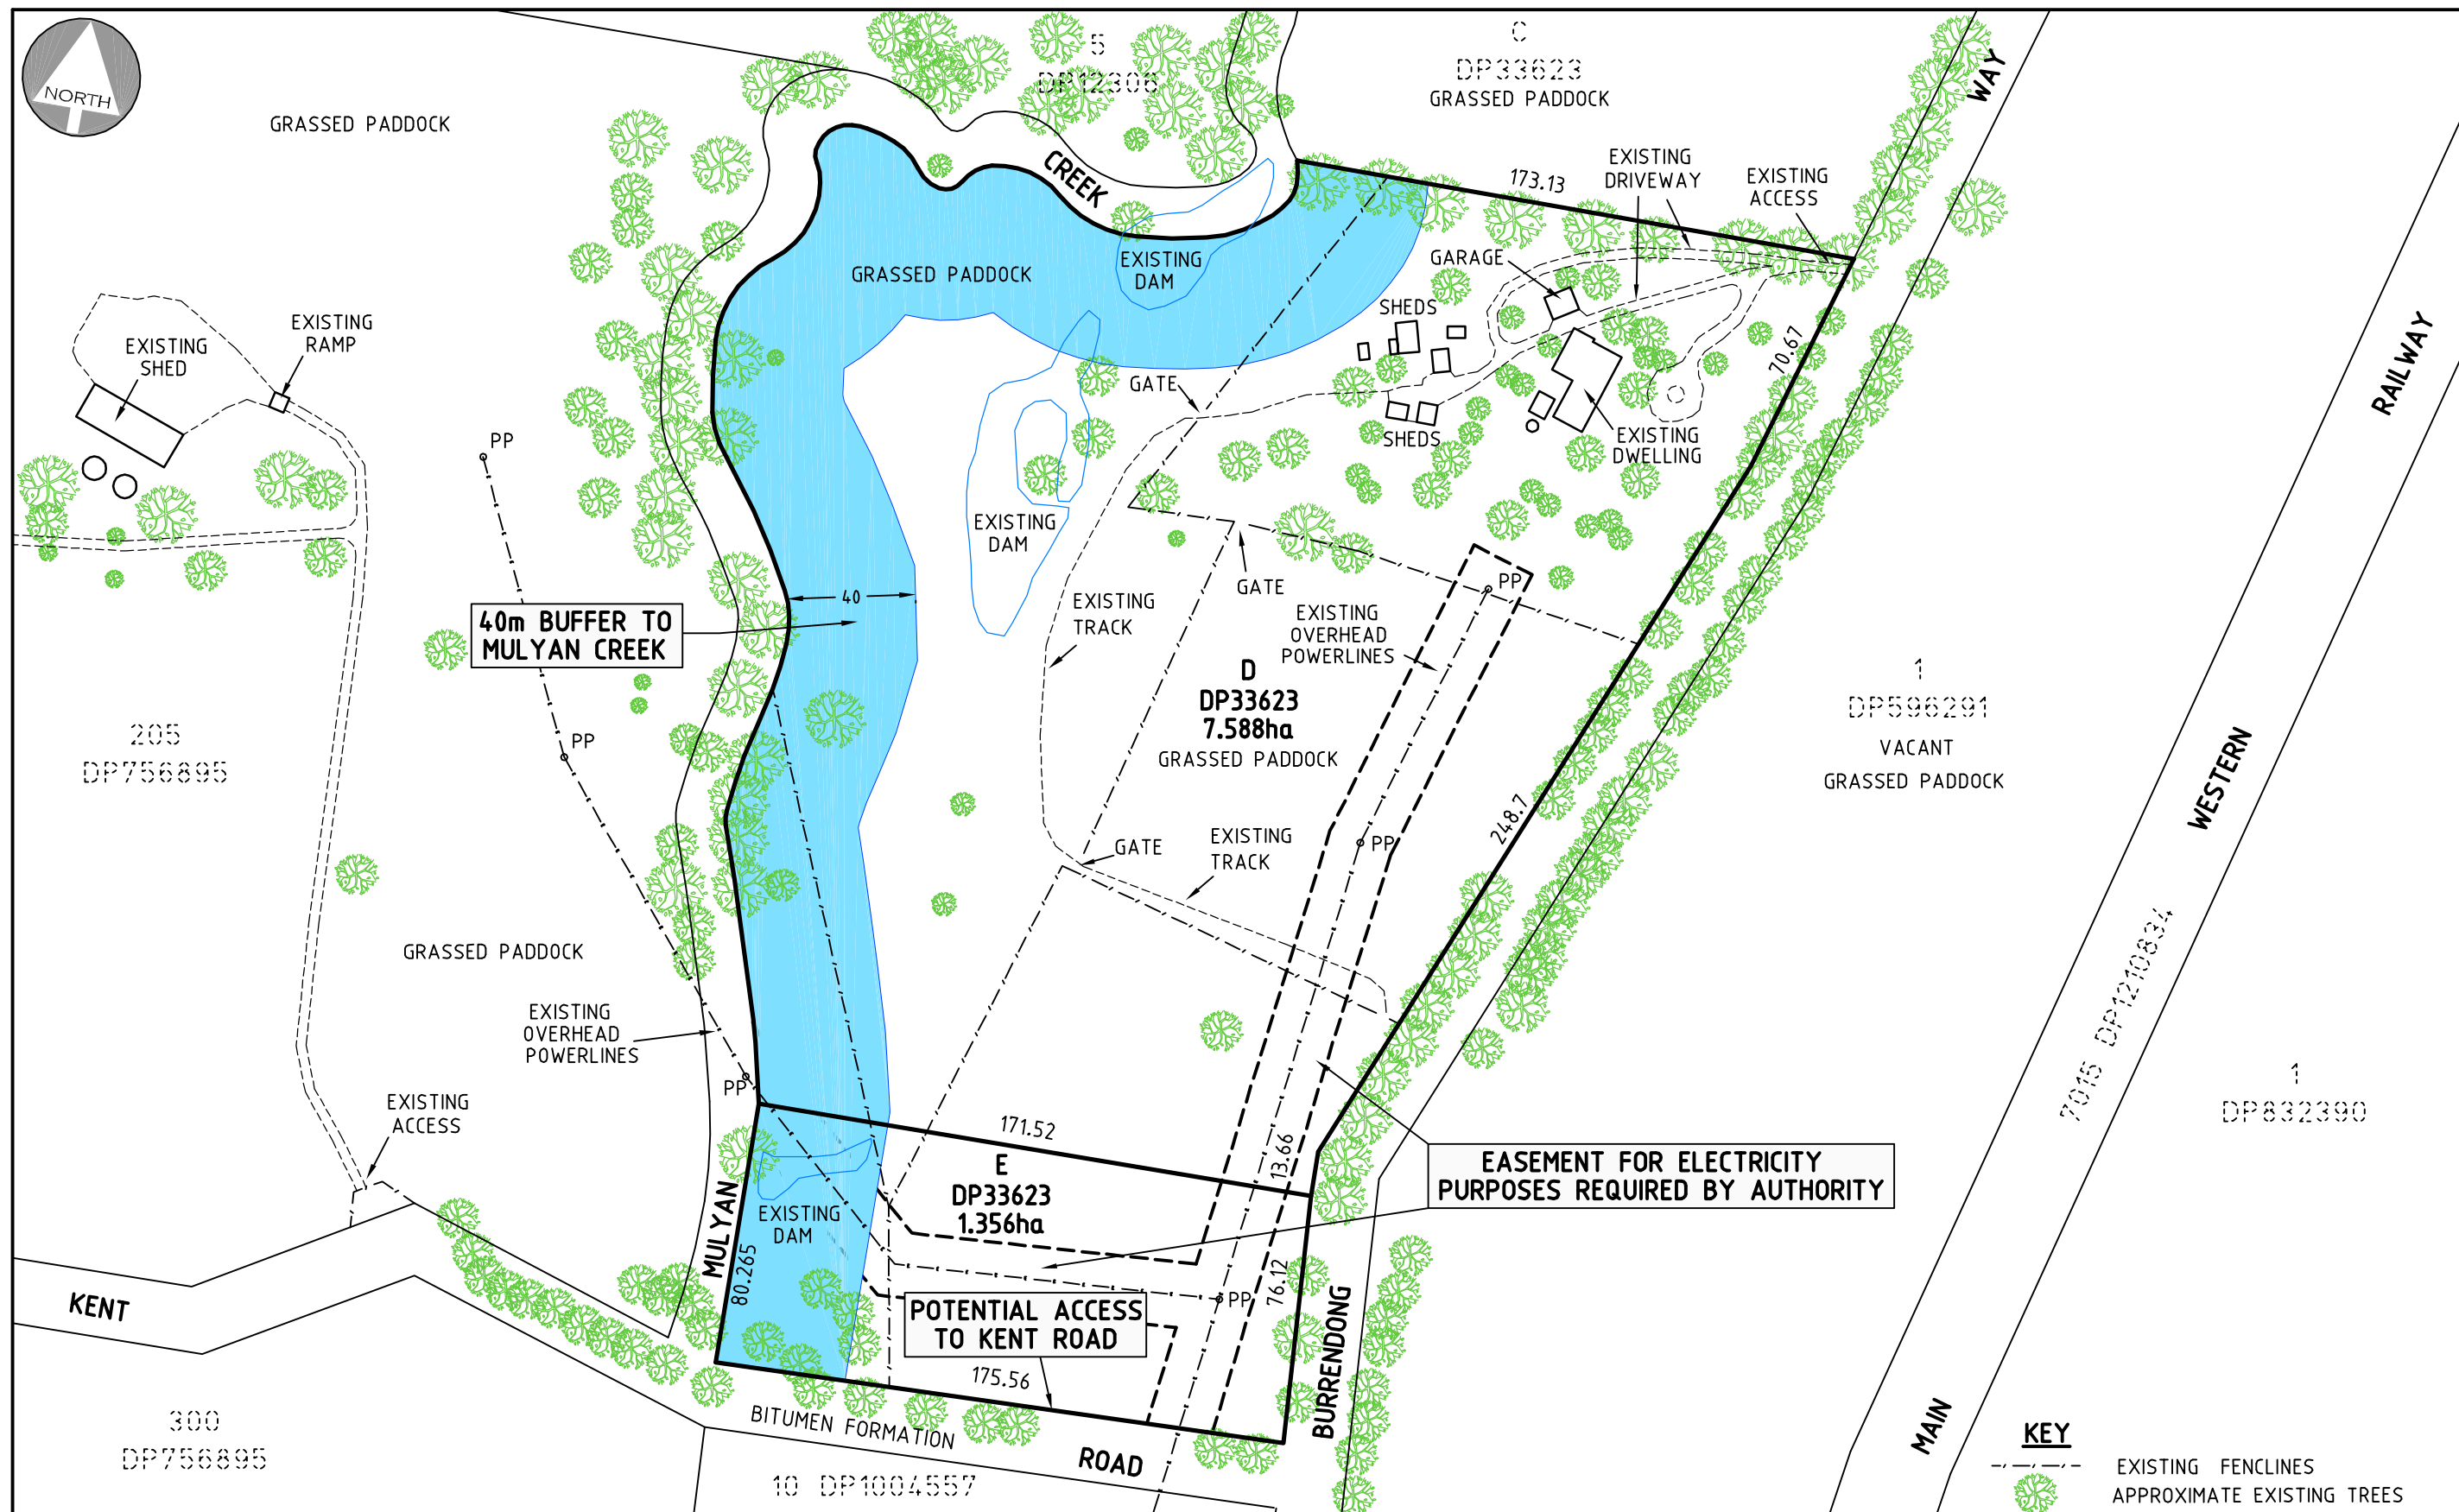 NORTH
GRASSED PADDOCK
5
DP12306
C
DP33623
GRASSED PADDOCK
WAY
CREEK
173.13
EXISTING
DRIVEWAY
EXISTING
ACCESS
GRASSED PADDOCK
EXISTING
DAM
GARAGE
SHEDS
EXISTING
RAMP
EXISTING
SHED
70.67
RAILWAY
GATE
SHEDS
EXISTING
DWELLING
PP
EXISTING
DAM
GATE
PP
40
40m BUFFER TO
MULYAN CREEK
EXISTING
TRACK
EXISTING
OVERHEAD
POWERLINES
D
DP33623
7.588ha
GRASSED PADDOCK
1
DP596291
VACANT
GRASSED PADDOCK
205
DP756895
PP
WESTERN
248.7
GATE
EXISTING
TRACK
PP
GRASSED PADDOCK
7015 DP1210834
EXISTING
OVERHEAD
POWERLINES
PP
1
DP832390
EXISTING
ACCESS
171.52
13.66
E
DP33623
1.356ha
EASEMENT FOR ELECTRICITY
PURPOSES REQUIRED BY AUTHORITY
MULYAN
EXISTING
DAM
80.265
76.12
PP
KENT
POTENTIAL ACCESS
TO KENT ROAD
BURRENDONG
175.56
BITUMEN FORMATION
ROAD
MAIN
300
DP756895
10 DP1004557
KEY
EXISTING FENCLINES
APPROXIMATE EXISTING TREES